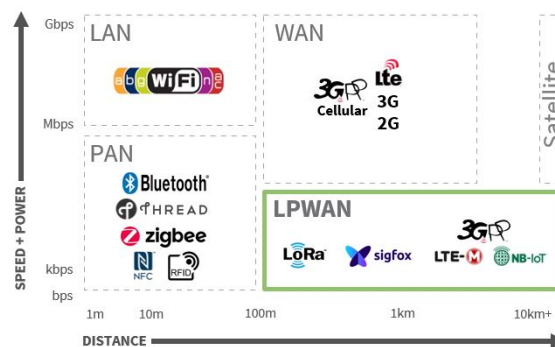 Gbps
Mbps
kbps
bps
SPEED + POWER
LAN
a b g WiFi n ac
WAN
3GPP
Cellular
Lte
3G
2G
Satellite
PAN
Bluetooth
THREAD
zigbee
NFC
RFID
LPWAN
LoRa
sigfox
3GPP
LTE-M
NB-IoT
1m
10m
100m
1km
10km+
DISTANCE